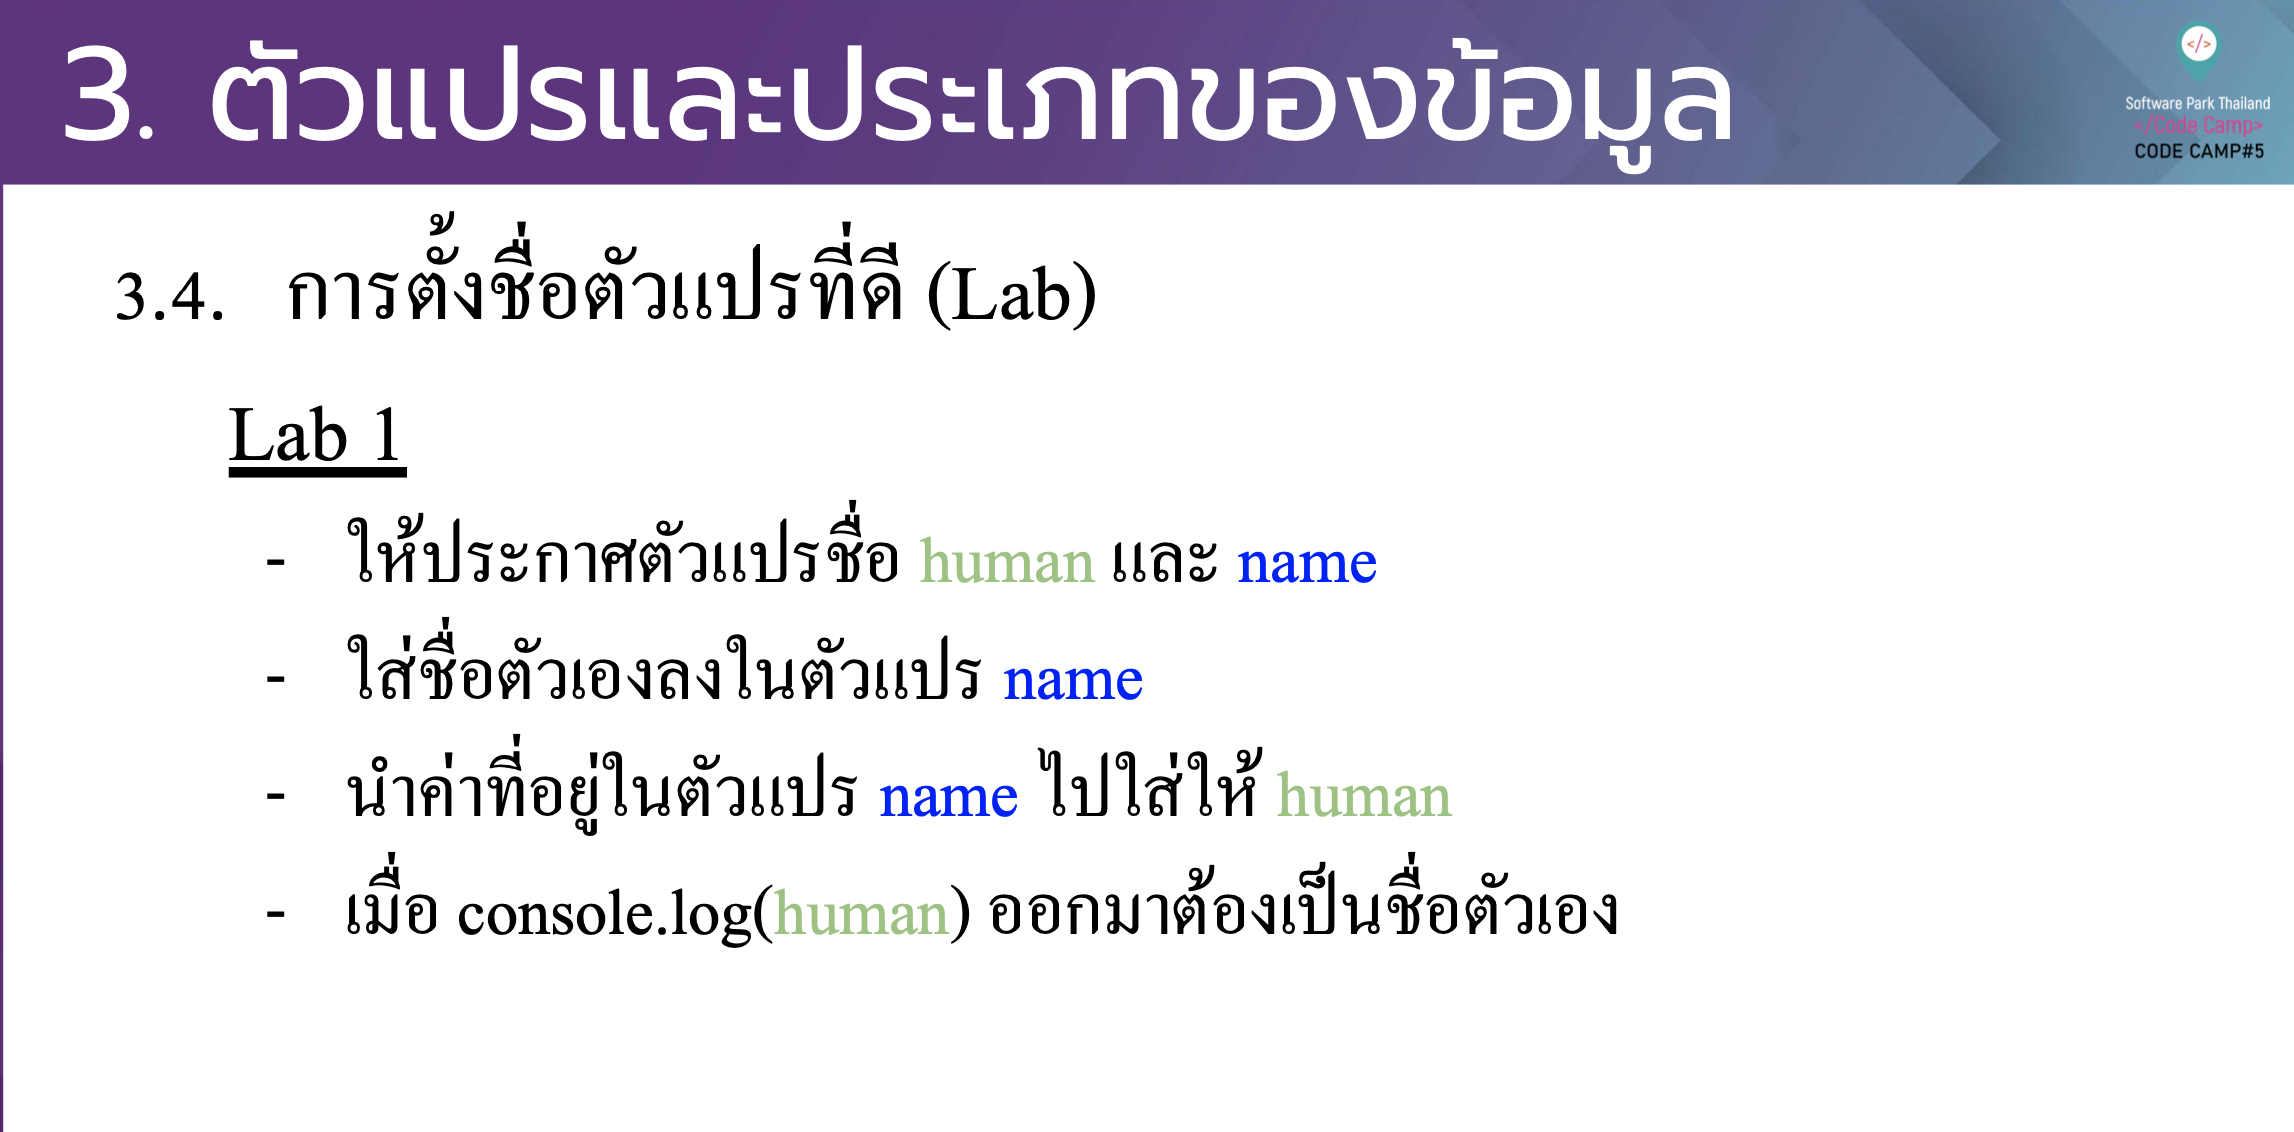 3. ตัวแปรและประเภทของข้อมูล
</>
Software Park Thailand
</Code Camp>
CODE CAMP#5
3.4. การตั้งชื่อตัวแปรที่ดี (Lab)
Lab 1
- ให้ประกาศตัวแปรชื่อ human และ name
- ใส่ชื่อตัวเองลงในตัวแปร name
- นำค่าที่อยู่ในตัวแปร name ไปใส่ให้ human
- เมื่อ console.log(human) ออกมาต้องเป็นชื่อตัวเอง